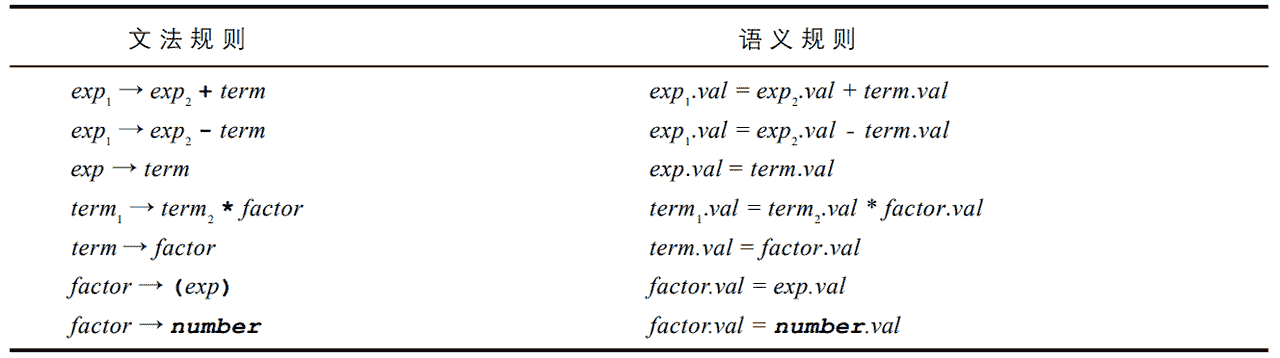 文法规则 语义规则
exp₁ → exp₂ + term exp₁.val = exp₂.val + term.val
exp₁ → exp₂ - term exp₁.val = exp₂.val - term.val
exp → term exp.val = term.val
term₁ → term₂ * factor term₁.val = term₂.val * factor.val
term → factor term.val = factor.val
factor → (exp) factor.val = exp.val
factor → number factor.val = number.val